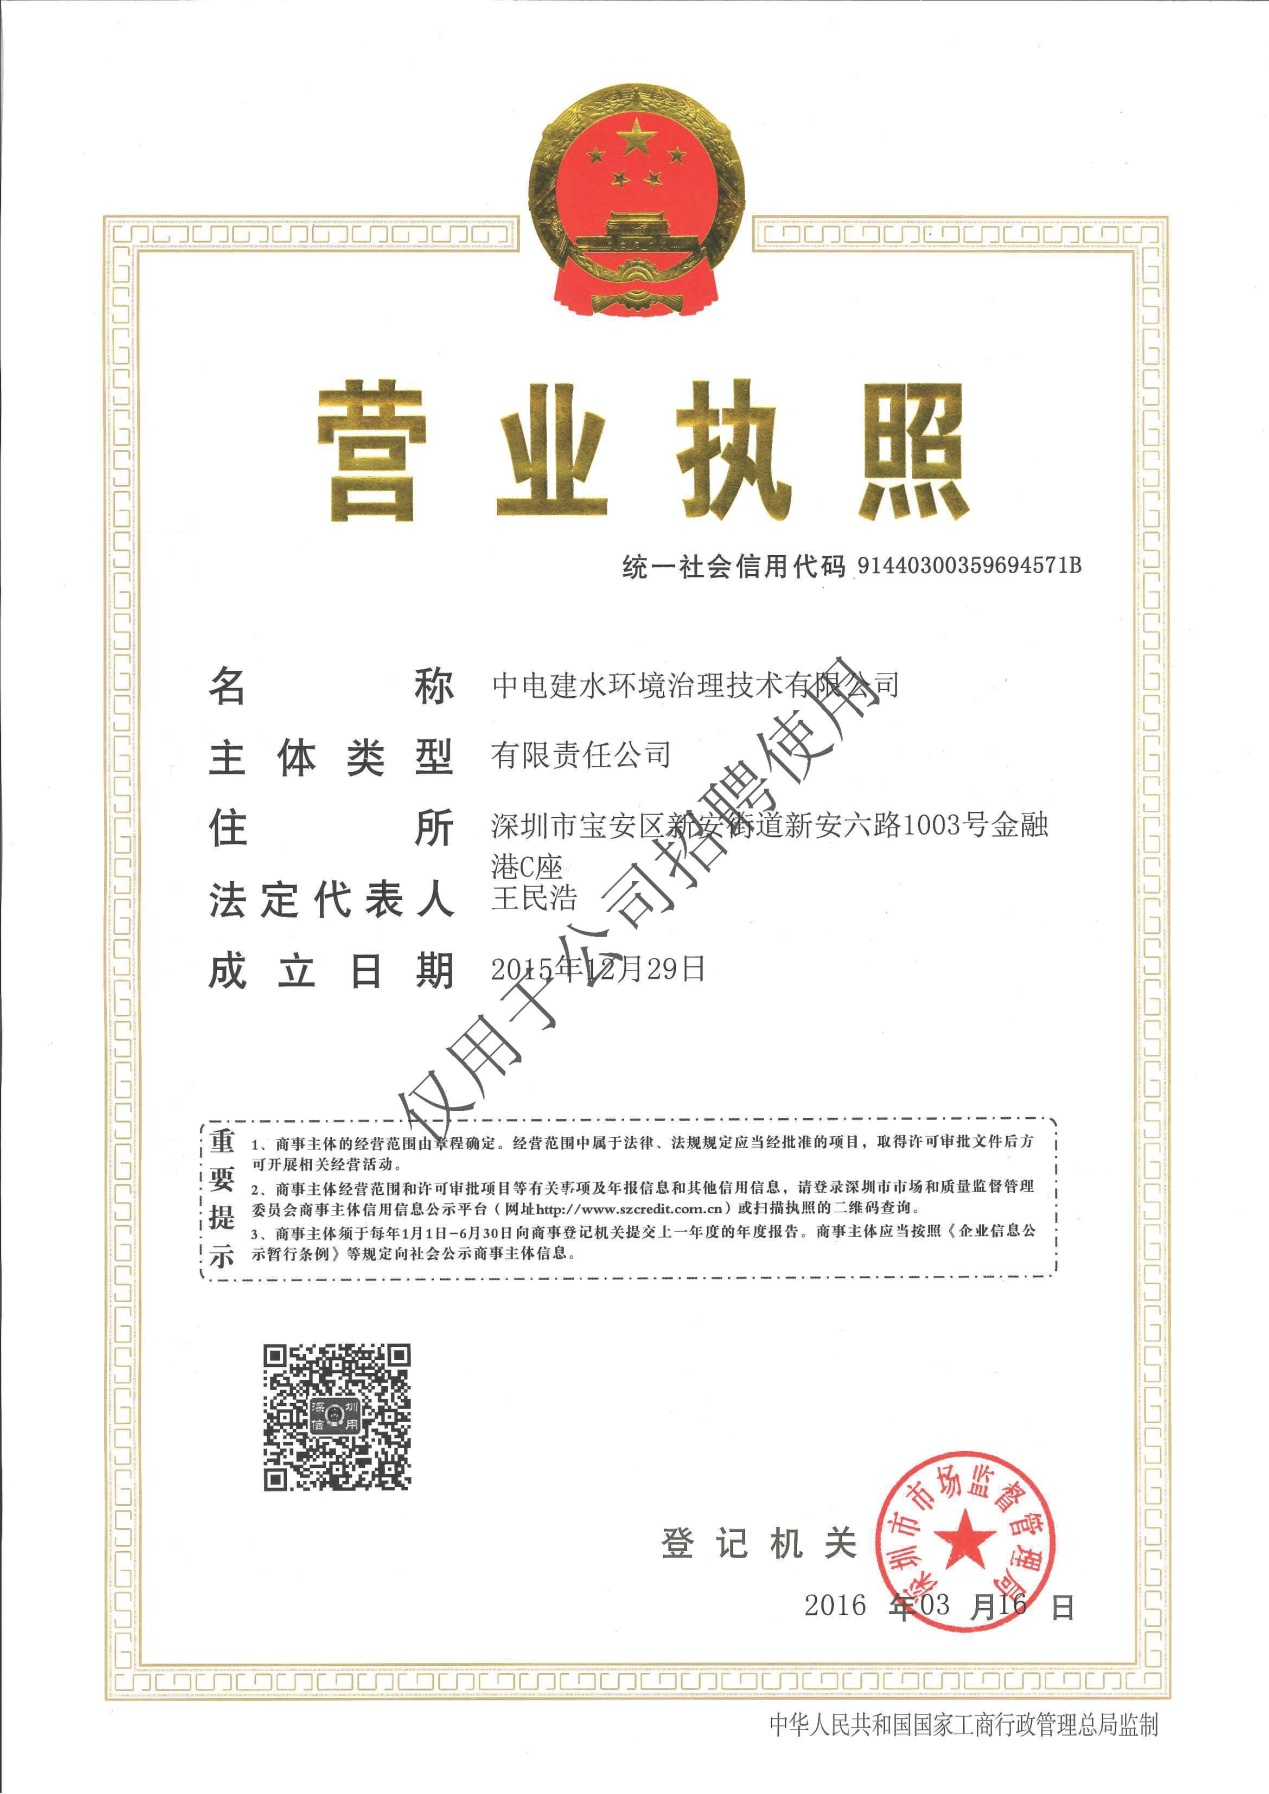 营业执照
统一社会信用代码 91440300359694571B
名称 中电建水环境治理技术有限公司
主体类型 有限责任公司
住所 深圳市宝安区新安街道新安六路1003号金融
港C座
法定代表人 王民浩
成立日期 2015年12月29日
仅用于公司招聘使用
重要提示
1、商事主体的经营范围由章程确定。经营范围中属于法律、法规规定应当经批准的项目，取得许可审批文件后方
可开展相关经营活动。
2、商事主体经营范围和许可审批项目等有关事项及年报信息和其他信用信息，请登录深圳市市场和质量监督管理
委员会商事主体信用信息公示平台（网址http://www.szcredit.com.cn）或扫描执照的二维码查询。
3、商事主体须于每年1月1日-6月30日向商事登记机关提交上一年度的年度报告。商事主体应当按照《企业信息公
示暂行条例》等规定向社会公示商事主体信息。
深圳
信用
登记机关
深圳市市场监督管理局
2016 年03 月16 日
中华人民共和国国家工商行政管理总局监制